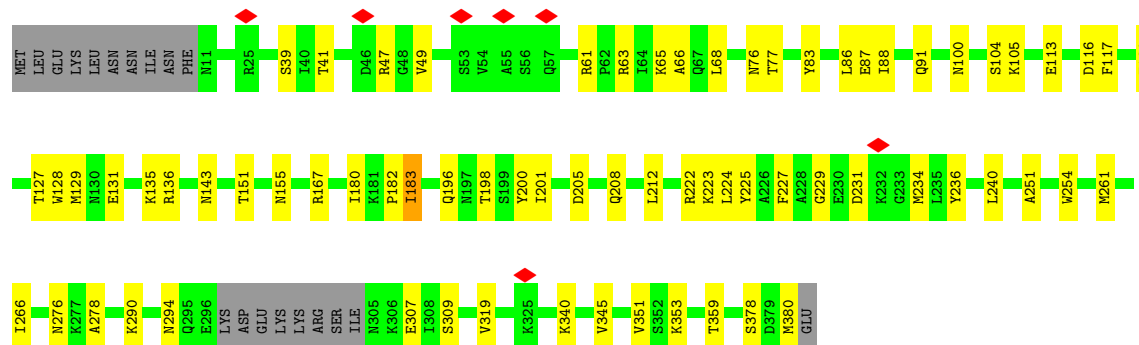 MET LEU GLU LYS LEU ASN ASN ILE ASN PHE N11 R25 S39 I40 T41 D46 R47 G48 V49 S53 V54 A55 S56 Q57 R61 P62 R63 I64 K65 A66 Q67 L68 N76 T77 Y83 L86 E87 I88 Q91 N100 S104 K105 E113 D116 F117
T127 W128 M129 N130 E131 K135 R136 N143 T151 N155 R167 I180 K181 P182 I183 Q196 N197 T198 S199 Y200 I201 D205 Q208 L212 R222 K223 L224 Y225 A226 F227 A228 G229 E230 D231 K232 G233 M234 L235 Y236 L240 A251 W254 M261
I266 N276 K277 A278 K290 N294 Q295 E296 LYS ASP GLU LYS LYS ARG SER ILE N305 K306 E307 I308 S309 V319 K325 K340 V345 V351 S352 K353 T359 S378 D379 M380 GLU